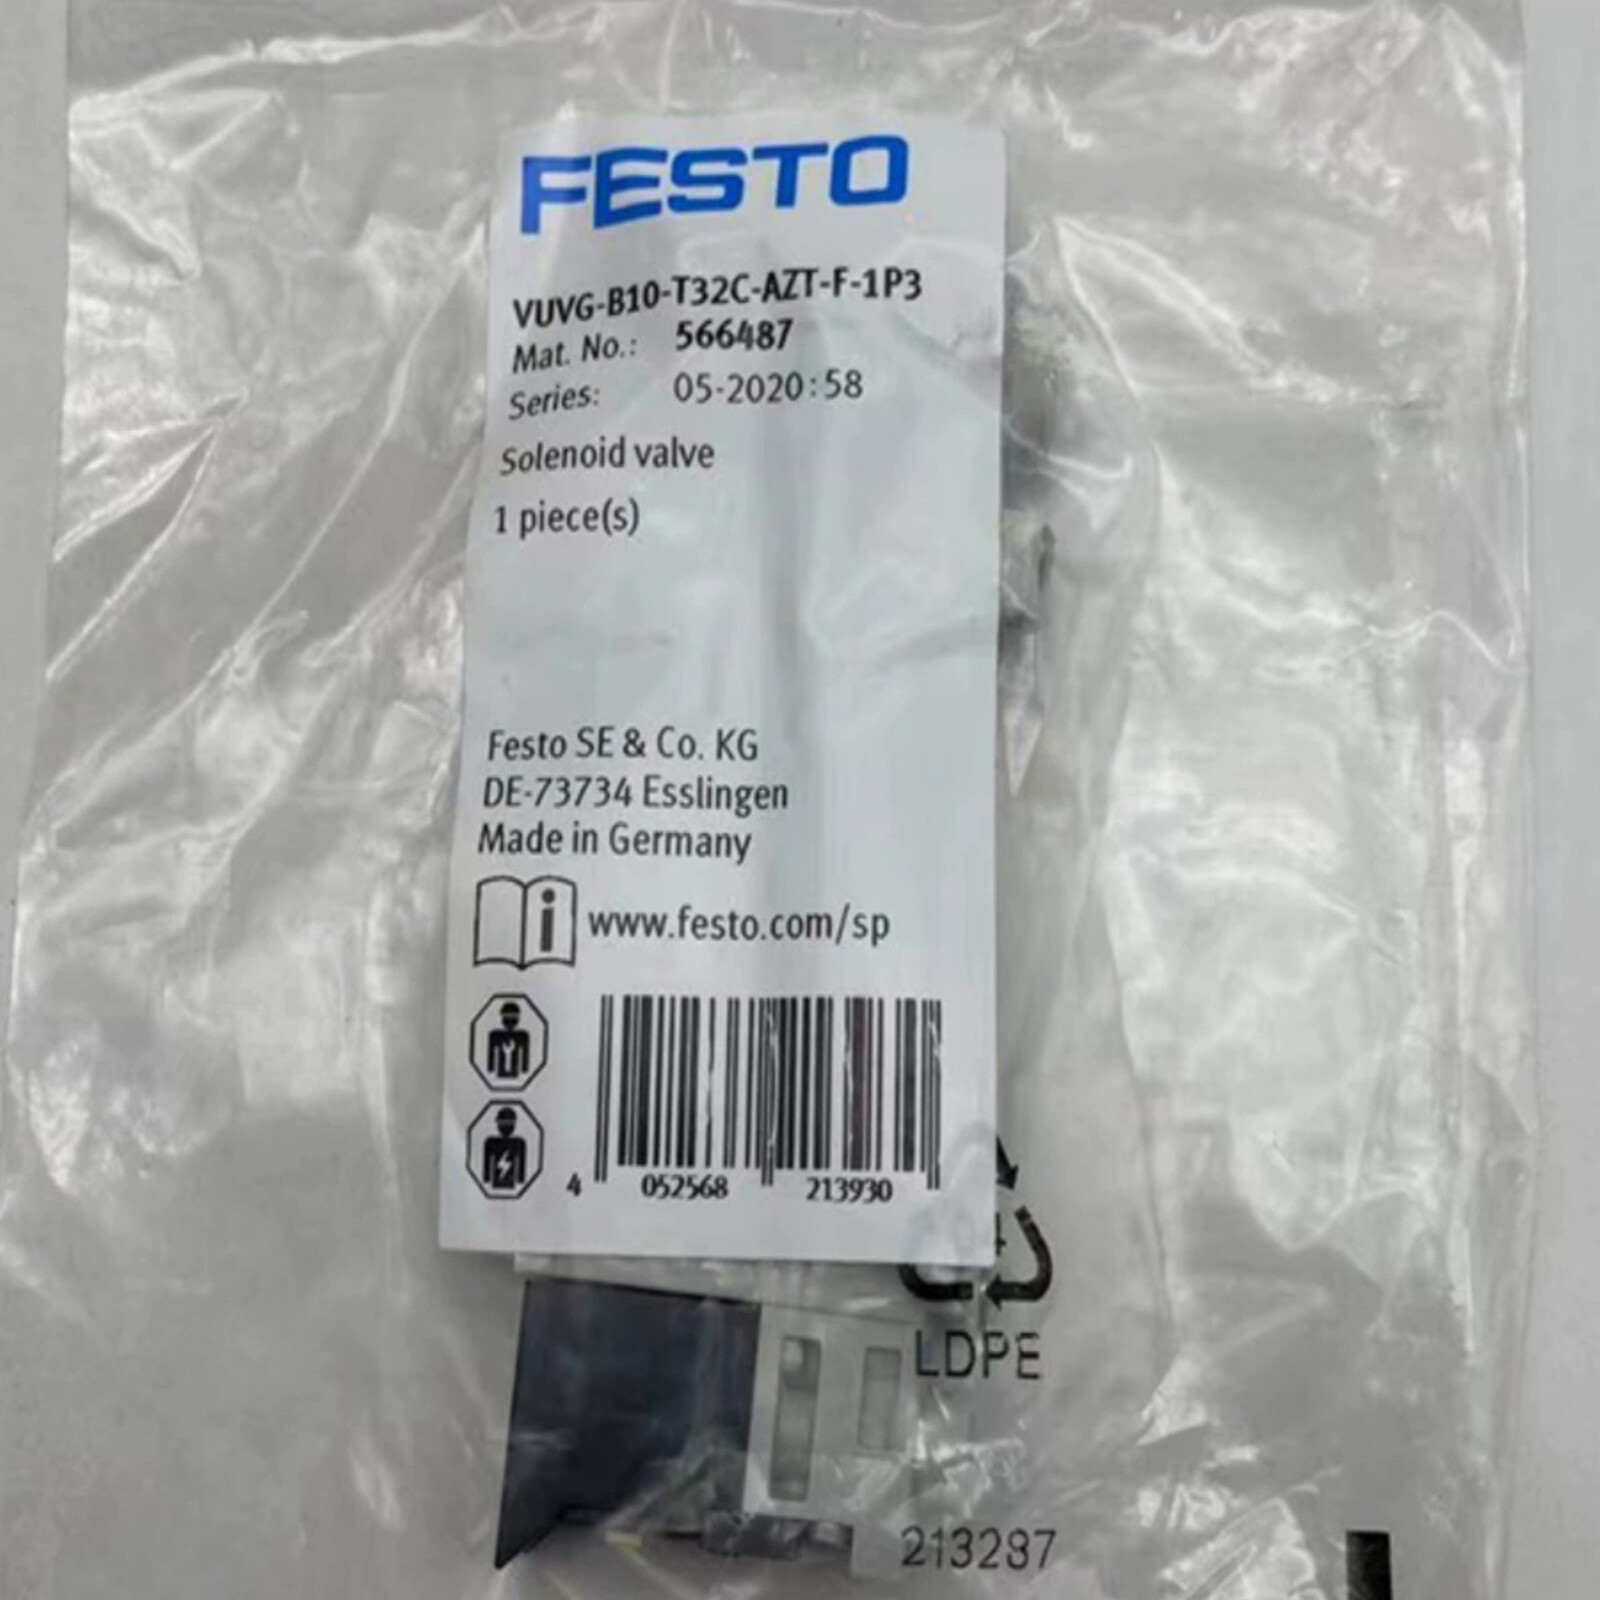 FESTO
VUVG-B10-T32C-AZT-F-1P3
Mat. No.: 566487
Series: 05-2020:58
Solenoid valve
1 piece(s)
Festo SE & Co. KG
DE-73734 Esslingen
Made in Germany
i www.festo.com/sp
4 052568 213930
LDPE
213287